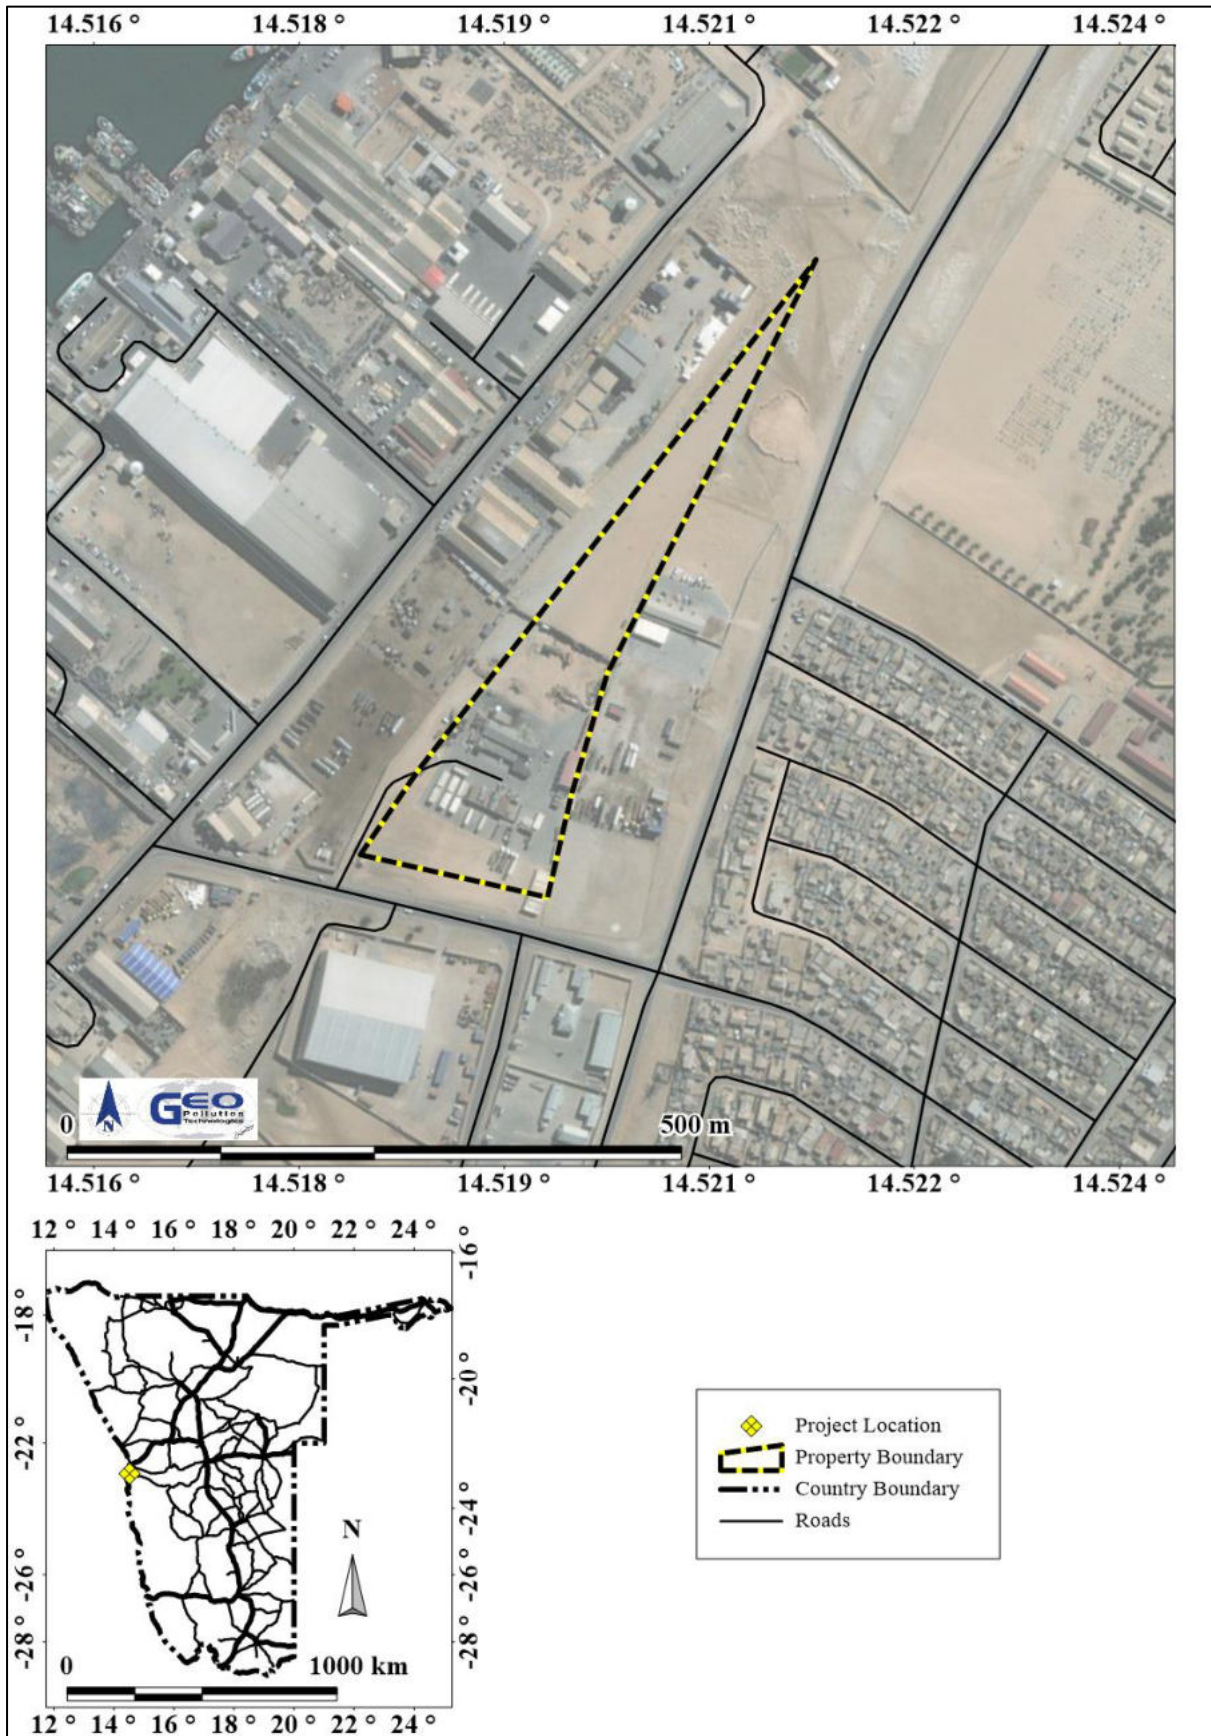 14.516 ° 14.518 ° 14.519 ° 14.521 ° 14.522 ° 14.524 °
N
GEO
Pollution
Technologies
0 500 m
14.516 ° 14.518 ° 14.519 ° 14.521 ° 14.522 ° 14.524 °
12 ° 14 ° 16 ° 18 ° 20 ° 22 ° 24 °
-16 °
-18 °
-18 °
-20 °
-20 °
-22 °
-22 °
-24 °
-24 °
-26 °
-26 °
-28 °
-28 °
N
0 1000 km
12 ° 14 ° 16 ° 18 ° 20 ° 22 ° 24 °
Project Location
Property Boundary
Country Boundary
Roads